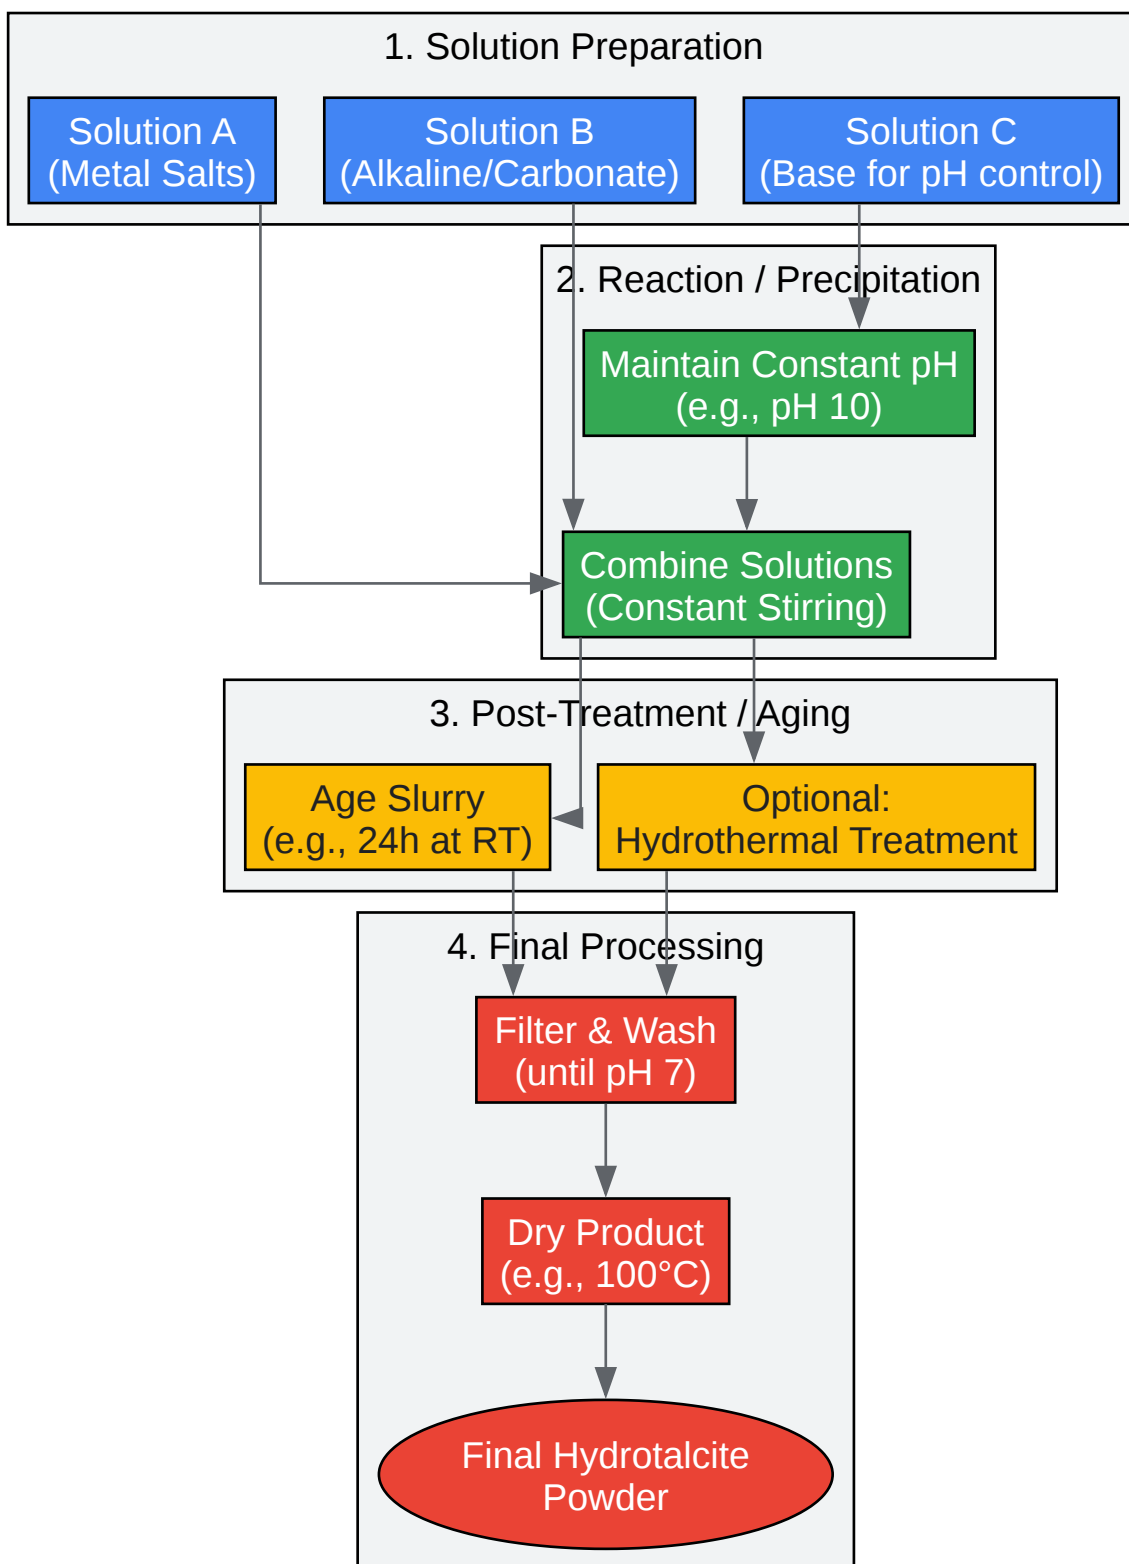 1. Solution Preparation
Solution A
(Metal Salts)
Solution B
(Alkaline/Carbonate)
Solution C
(Base for pH control)
2. Reaction / Precipitation
Maintain Constant pH
(e.g., pH 10)
Combine Solutions
(Constant Stirring)
3. Post-Treatment / Aging
Age Slurry
(e.g., 24h at RT)
Optional:
Hydrothermal Treatment
4. Final Processing
Filter & Wash
(until pH 7)
Dry Product
(e.g., 100°C)
Final Hydrotalcite
Powder